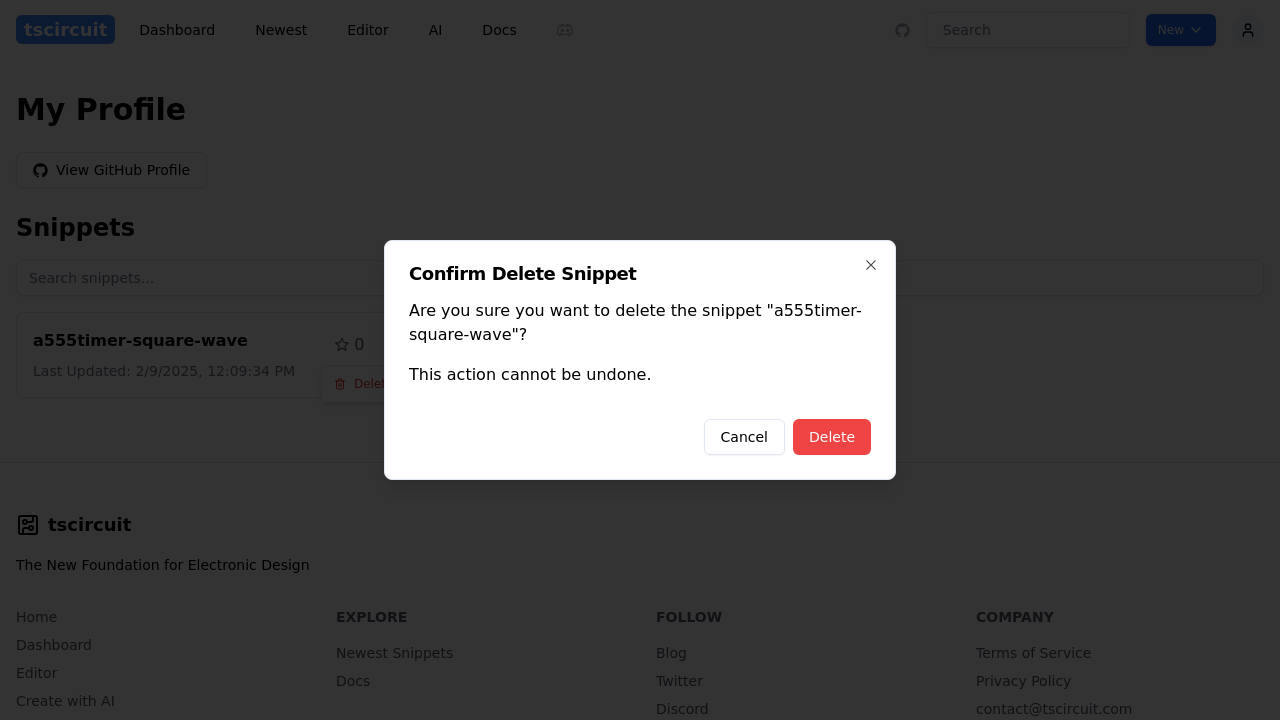 tscircuit Dashboard Newest Editor AI Docs Search New
My Profile
View GitHub Profile
Snippets
Search snippets...
a555timer-square-wave 0
Last Updated: 2/9/2025, 12:09:34 PM
Confirm Delete Snippet
Are you sure you want to delete the snippet "a555timer-
square-wave"?
This action cannot be undone.
Cancel Delete
tscircuit
The New Foundation for Electronic Design
Home
Dashboard
Editor
Create with AI
EXPLORE
Newest Snippets
Docs
FOLLOW
Blog
Twitter
Discord
COMPANY
Terms of Service
Privacy Policy
contact@tscircuit.com